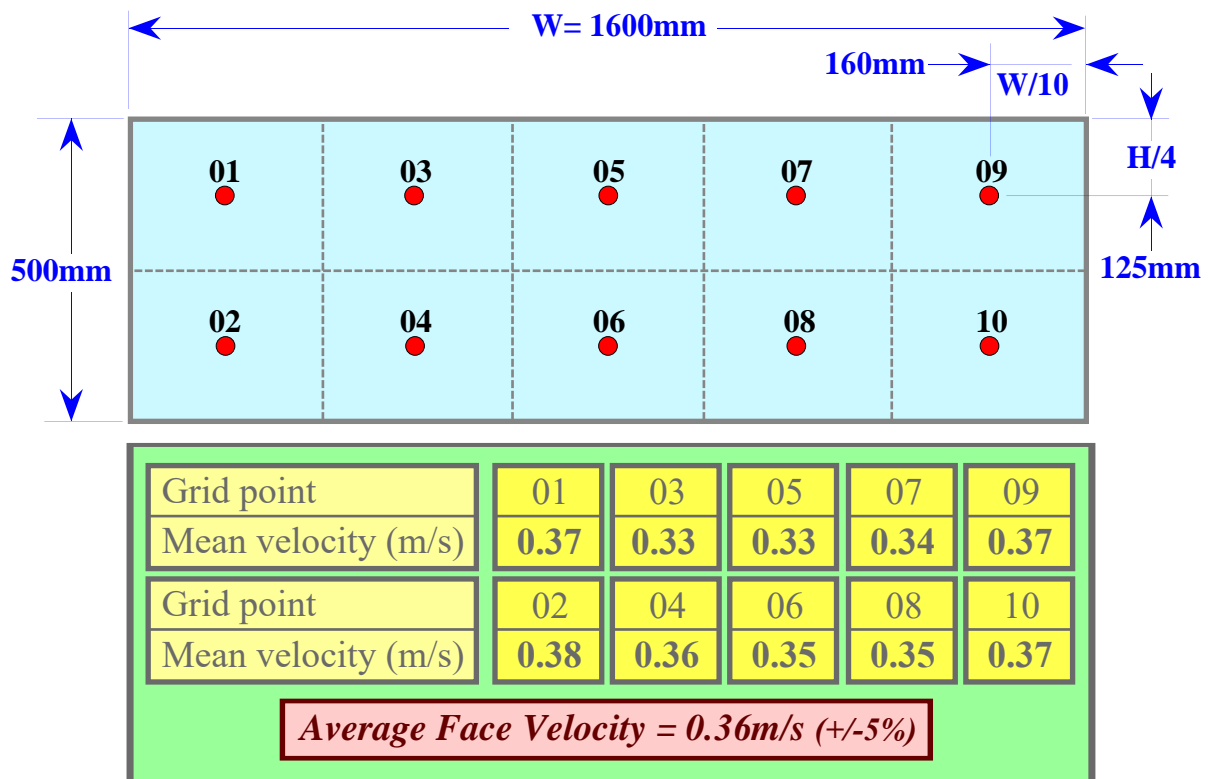 W= 1600mm
160mm
W/10
H/4
01 03 05 07 09
500mm
125mm
02 04 06 08 10
Grid point 01 03 05 07 09
Mean velocity (m/s) 0.37 0.33 0.33 0.34 0.37
Grid point 02 04 06 08 10
Mean velocity (m/s) 0.38 0.36 0.35 0.35 0.37
Average Face Velocity = 0.36m/s (+/-5%)